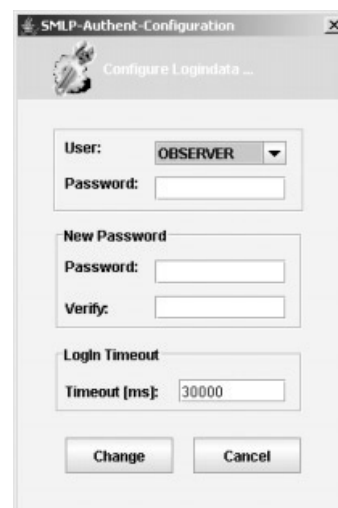 SMLP-Authent-Configuration
Configure Logindata ...
User: OBSERVER
Password:
New Password
Password:
Verify:
LogIn Timeout
Timeout [ms]: 30000
Change Cancel